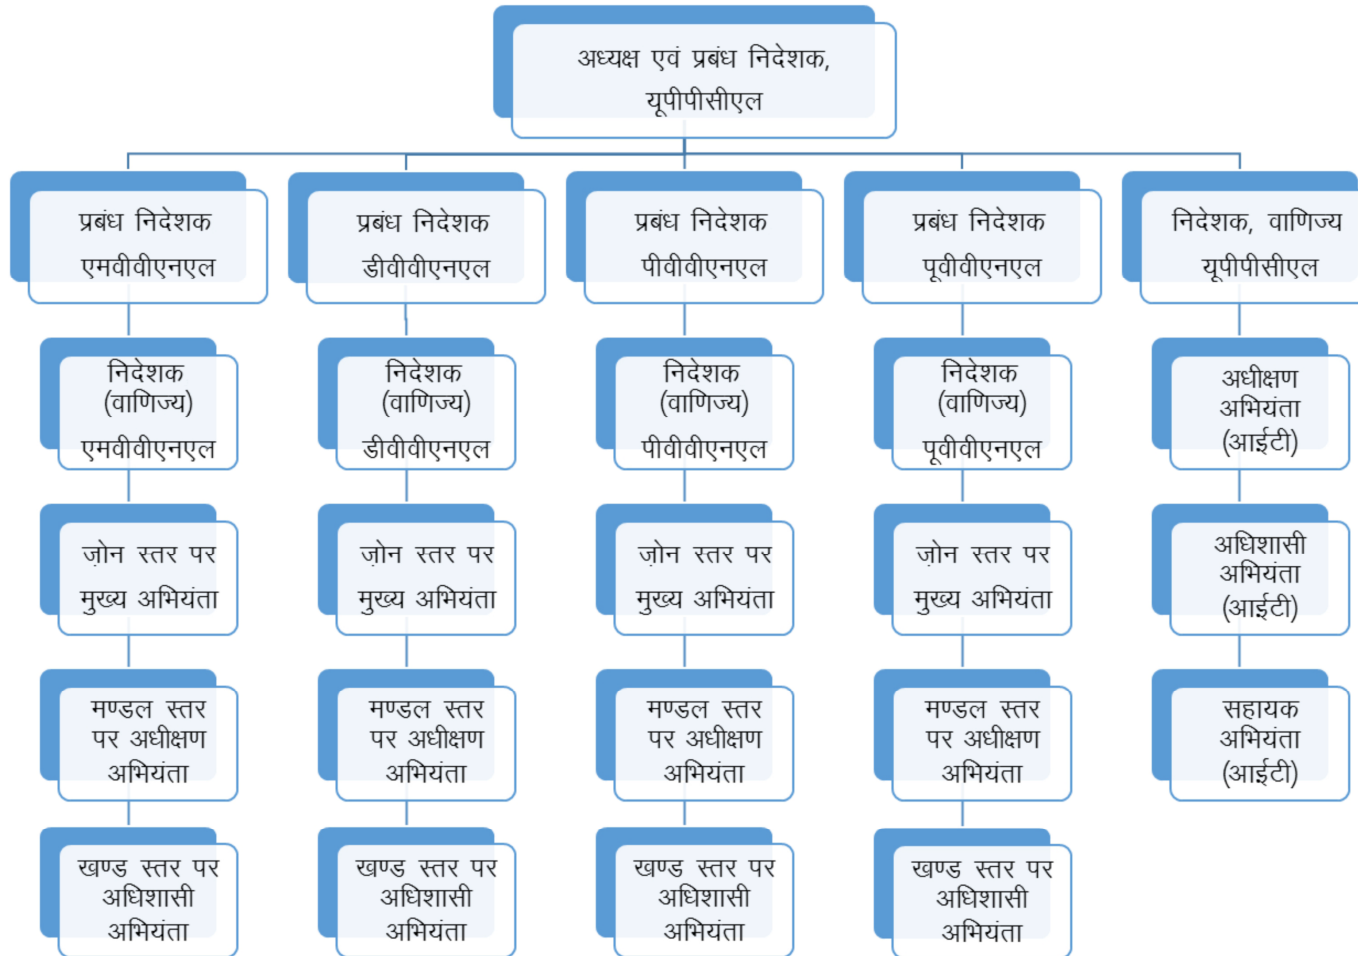 अध्यक्ष एवं प्रबंध निदेशक,
यूपीपीसीएल
प्रबंध निदेशक
एमवीवीएनएल
प्रबंध निदेशक
डीवीवीएनएल
प्रबंध निदेशक
पीवीवीएनएल
प्रबंध निदेशक
पूवीवीएनएल
निदेशक, वाणिज्य
यूपीपीसीएल
निदेशक
(वाणिज्य)
एमवीवीएनएल
निदेशक
(वाणिज्य)
डीवीवीएनएल
निदेशक
(वाणिज्य)
पीवीवीएनएल
निदेशक
(वाणिज्य)
पूवीवीएनएल
अधीक्षण
अभियंता
(आईटी)
ज़ोन स्तर पर
मुख्य अभियंता
ज़ोन स्तर पर
मुख्य अभियंता
ज़ोन स्तर पर
मुख्य अभियंता
ज़ोन स्तर पर
मुख्य अभियंता
अधिशासी
अभियंता
(आईटी)
मण्डल स्तर
पर अधीक्षण
अभियंता
मण्डल स्तर
पर अधीक्षण
अभियंता
मण्डल स्तर
पर अधीक्षण
अभियंता
मण्डल स्तर
पर अधीक्षण
अभियंता
सहायक
अभियंता
(आईटी)
खण्ड स्तर पर
अधिशासी
अभियंता
खण्ड स्तर पर
अधिशासी
अभियंता
खण्ड स्तर पर
अधिशासी
अभियंता
खण्ड स्तर पर
अधिशासी
अभियंता